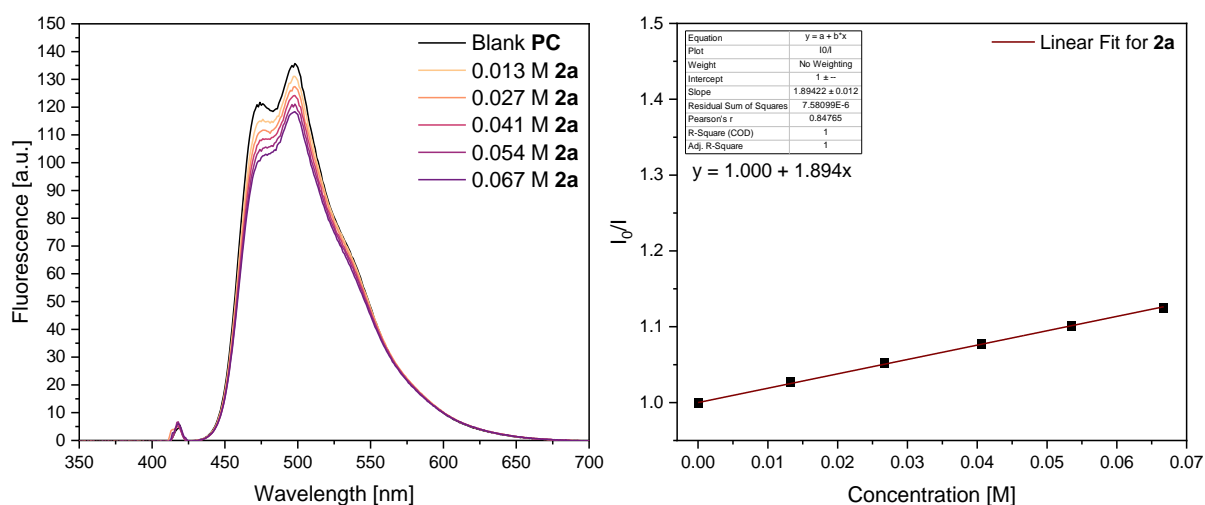 150
140
130
120
110
100
90
80
70
60
50
40
30
20
10
0
Fluorescence [a.u.]
350 400 450 500 550 600 650 700
Wavelength [nm]
Blank PC
0.013 M 2a
0.027 M 2a
0.041 M 2a
0.054 M 2a
0.067 M 2a
1.5
1.4
1.3
1.2
1.1
1.0
I₀/I
0.00 0.01 0.02 0.03 0.04 0.05 0.06 0.07
Concentration [M]
Equation y = a + b*x
Plot I0/I
Weight No Weighting
Intercept 1 ± --
Slope 1.89422 ± 0.012
Residual Sum of Squares 7.58099E-6
Pearson's r 0.84765
R-Square (COD) 1
Adj. R-Square 1
y = 1.000 + 1.894x
Linear Fit for 2a